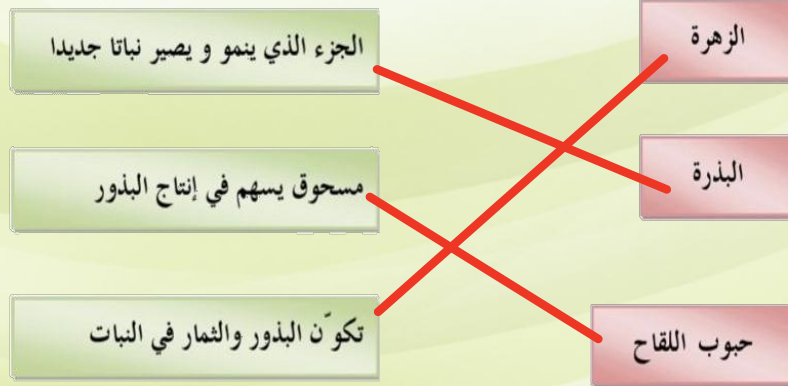 الزهرة
الجزء الذي ينمو و يصير نباتا جديدا
البذرة
مسحوق يسهم في إنتاج البذور
حبوب اللقاح
تكوّن البذور والثمار في النبات